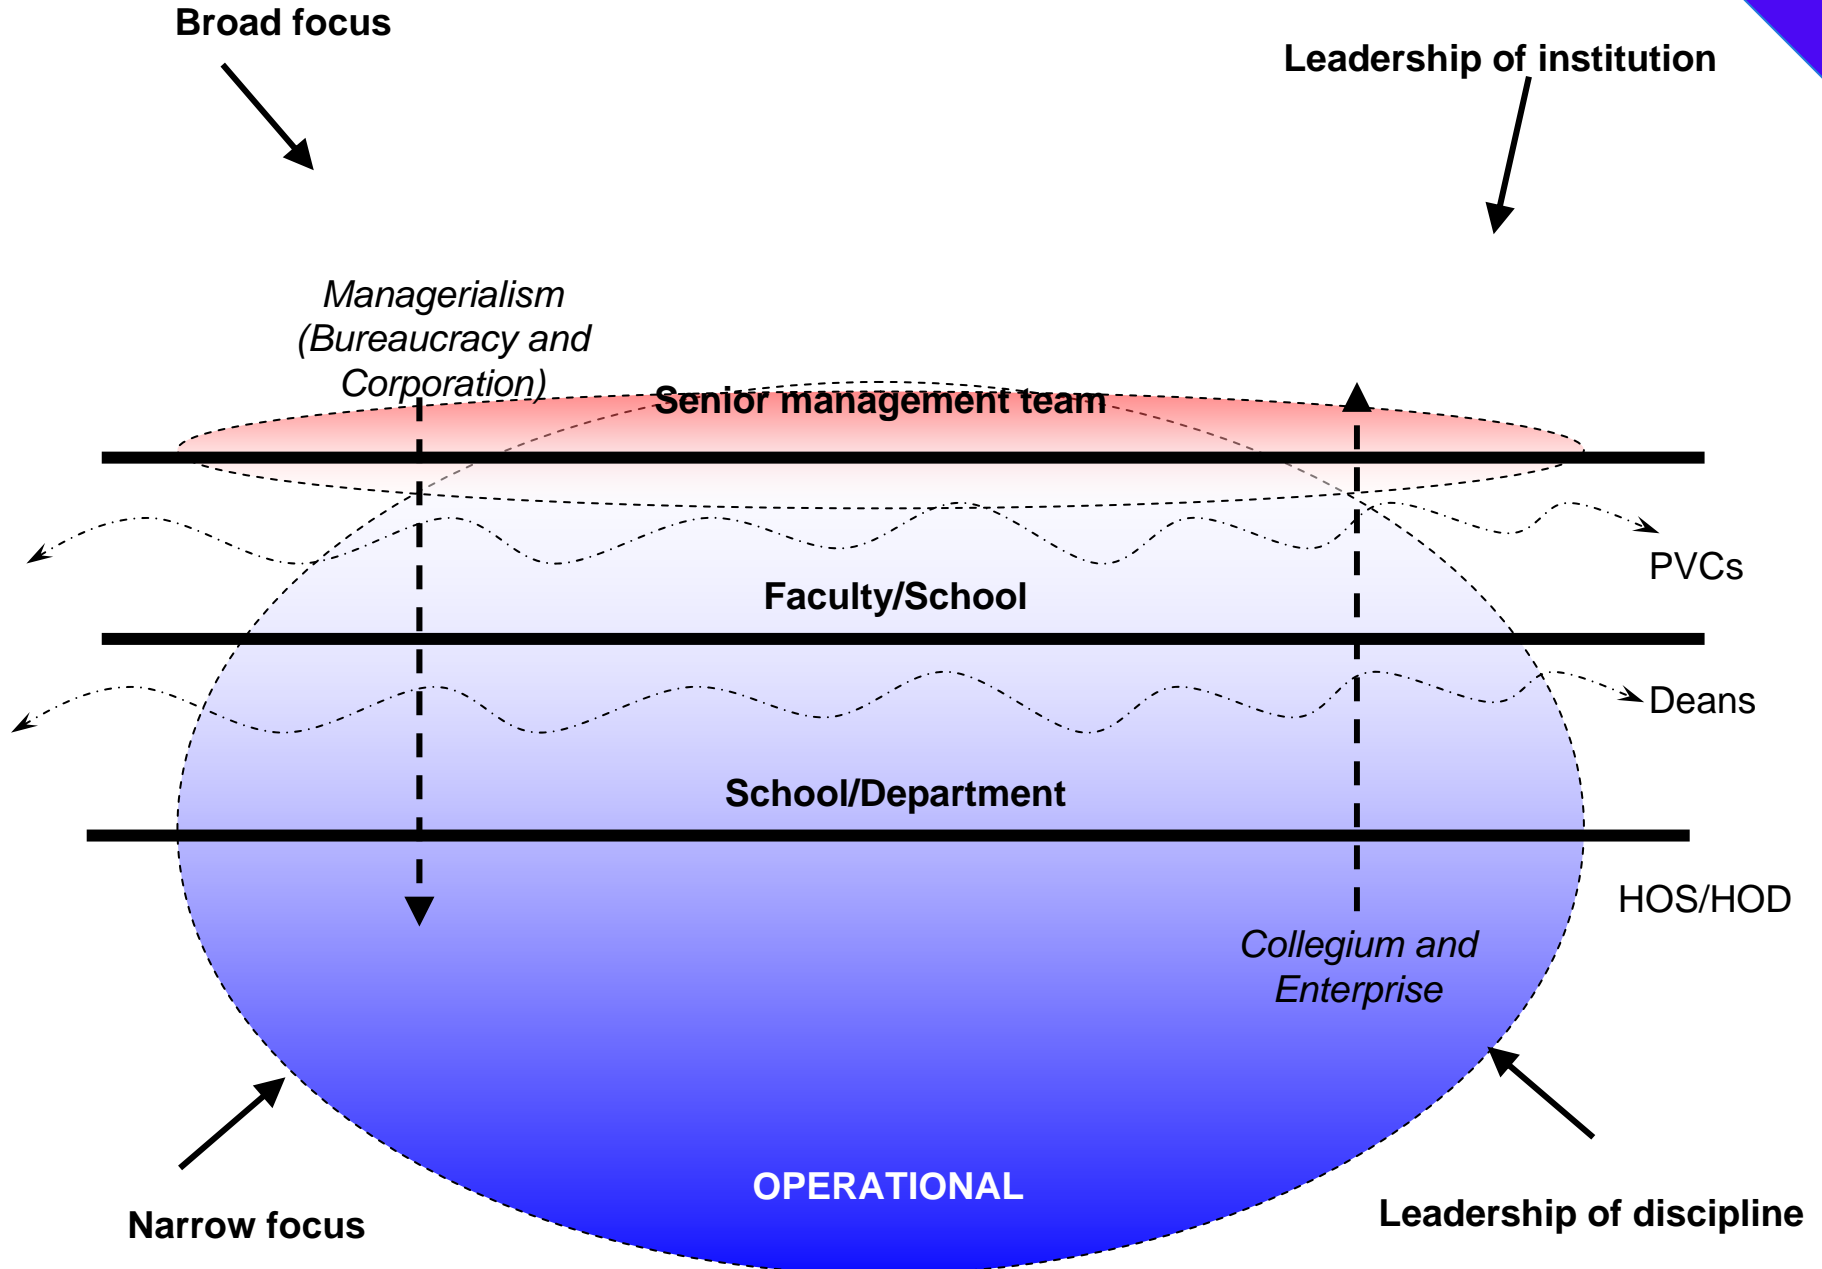 Broad focus
Leadership of institution
Managerialism
(Bureaucracy and
Corporation)
Senior management team
PVCs
Faculty/School
Deans
School/Department
HOS/HOD
Collegium and
Enterprise
OPERATIONAL
Narrow focus
Leadership of discipline